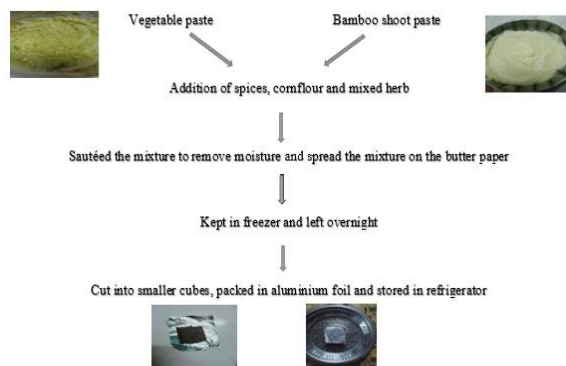 Vegetable paste
Bamboo shoot paste
Addition of spices, cornflour and mixed herb
Sautéed the mixture to remove moisture and spread the mixture on the butter paper
Kept in freezer and left overnight
Cut into smaller cubes, packed in aluminium foil and stored in refrigerator